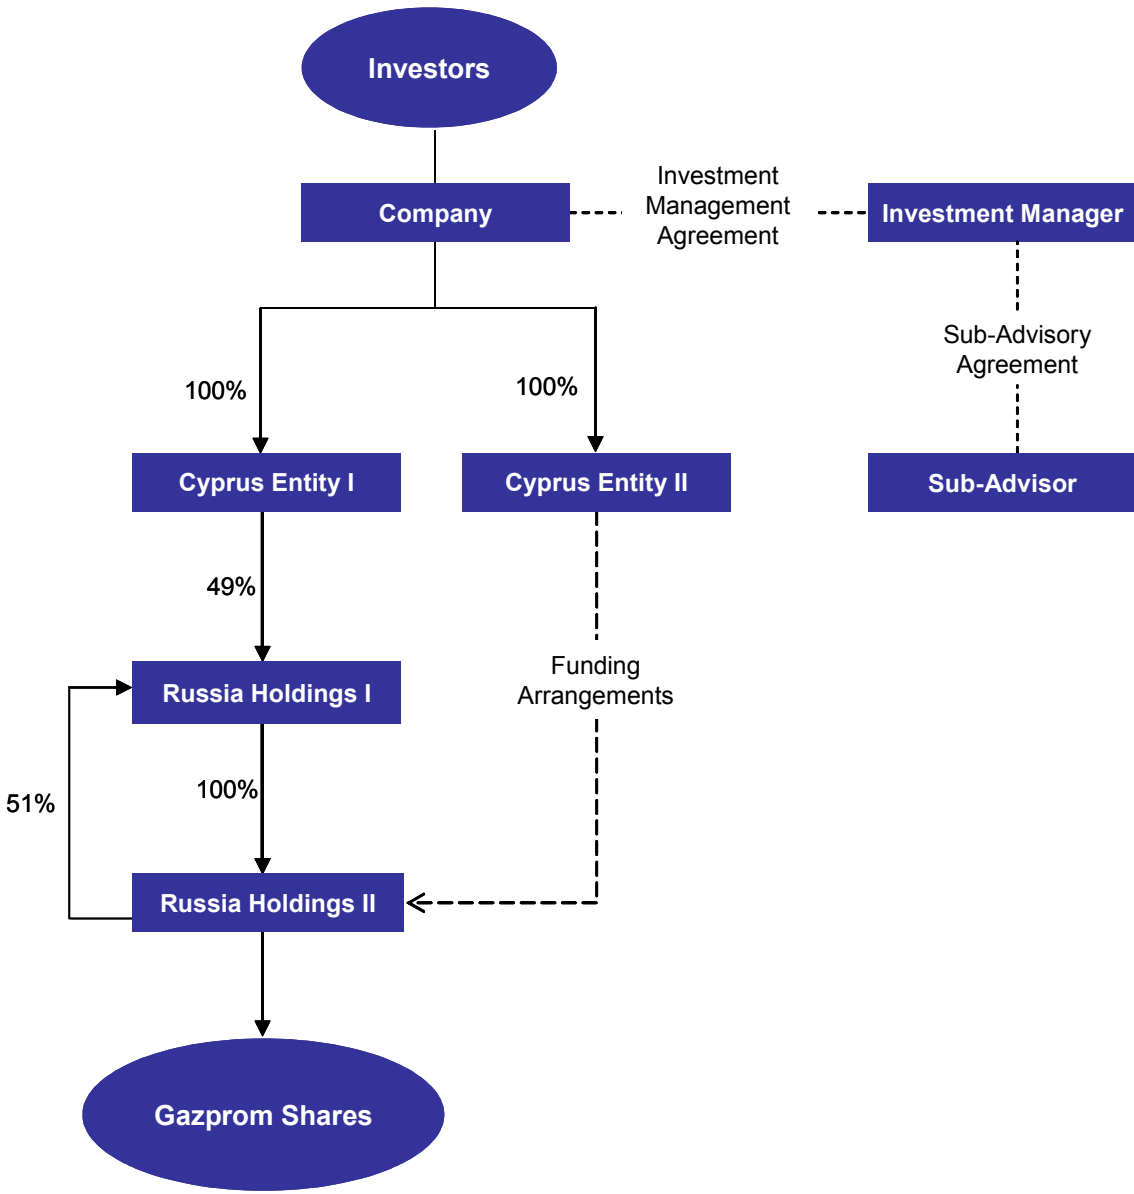 Investors
Company
Investment
Management
Agreement
Investment Manager
Sub-Advisory
Agreement
100%
100%
Cyprus Entity I
Cyprus Entity II
Sub-Advisor
49%
Funding
Arrangements
Russia Holdings I
100%
51%
Russia Holdings II
Gazprom Shares